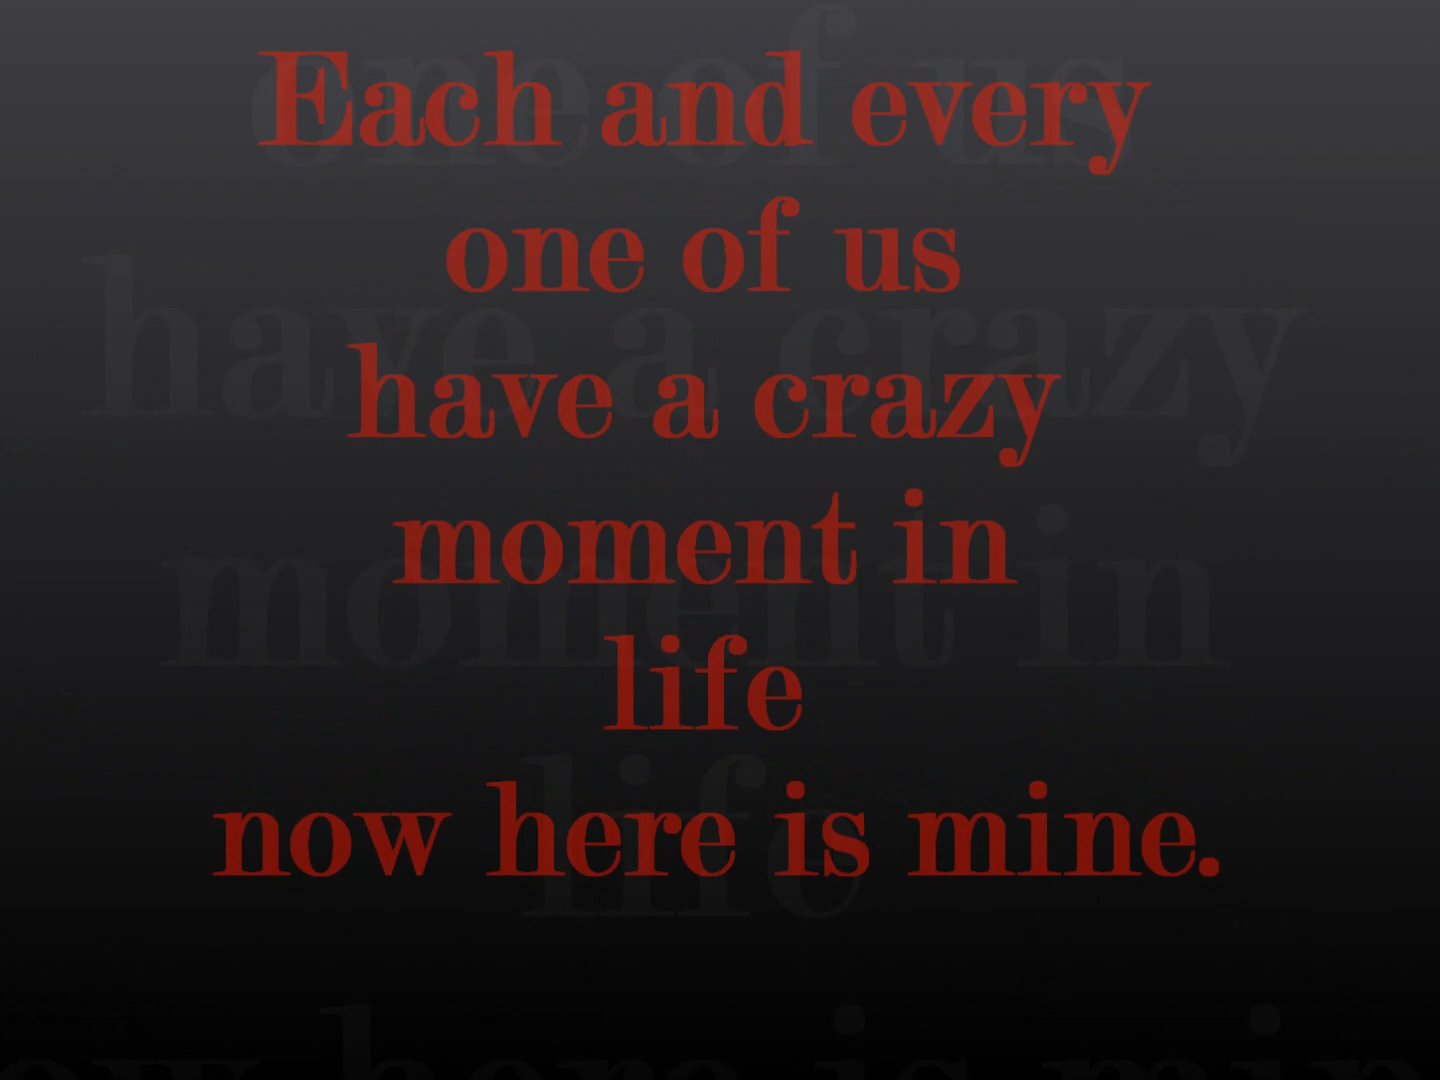 Each and every
one of us
have a crazy
moment in
life
now here is mine.